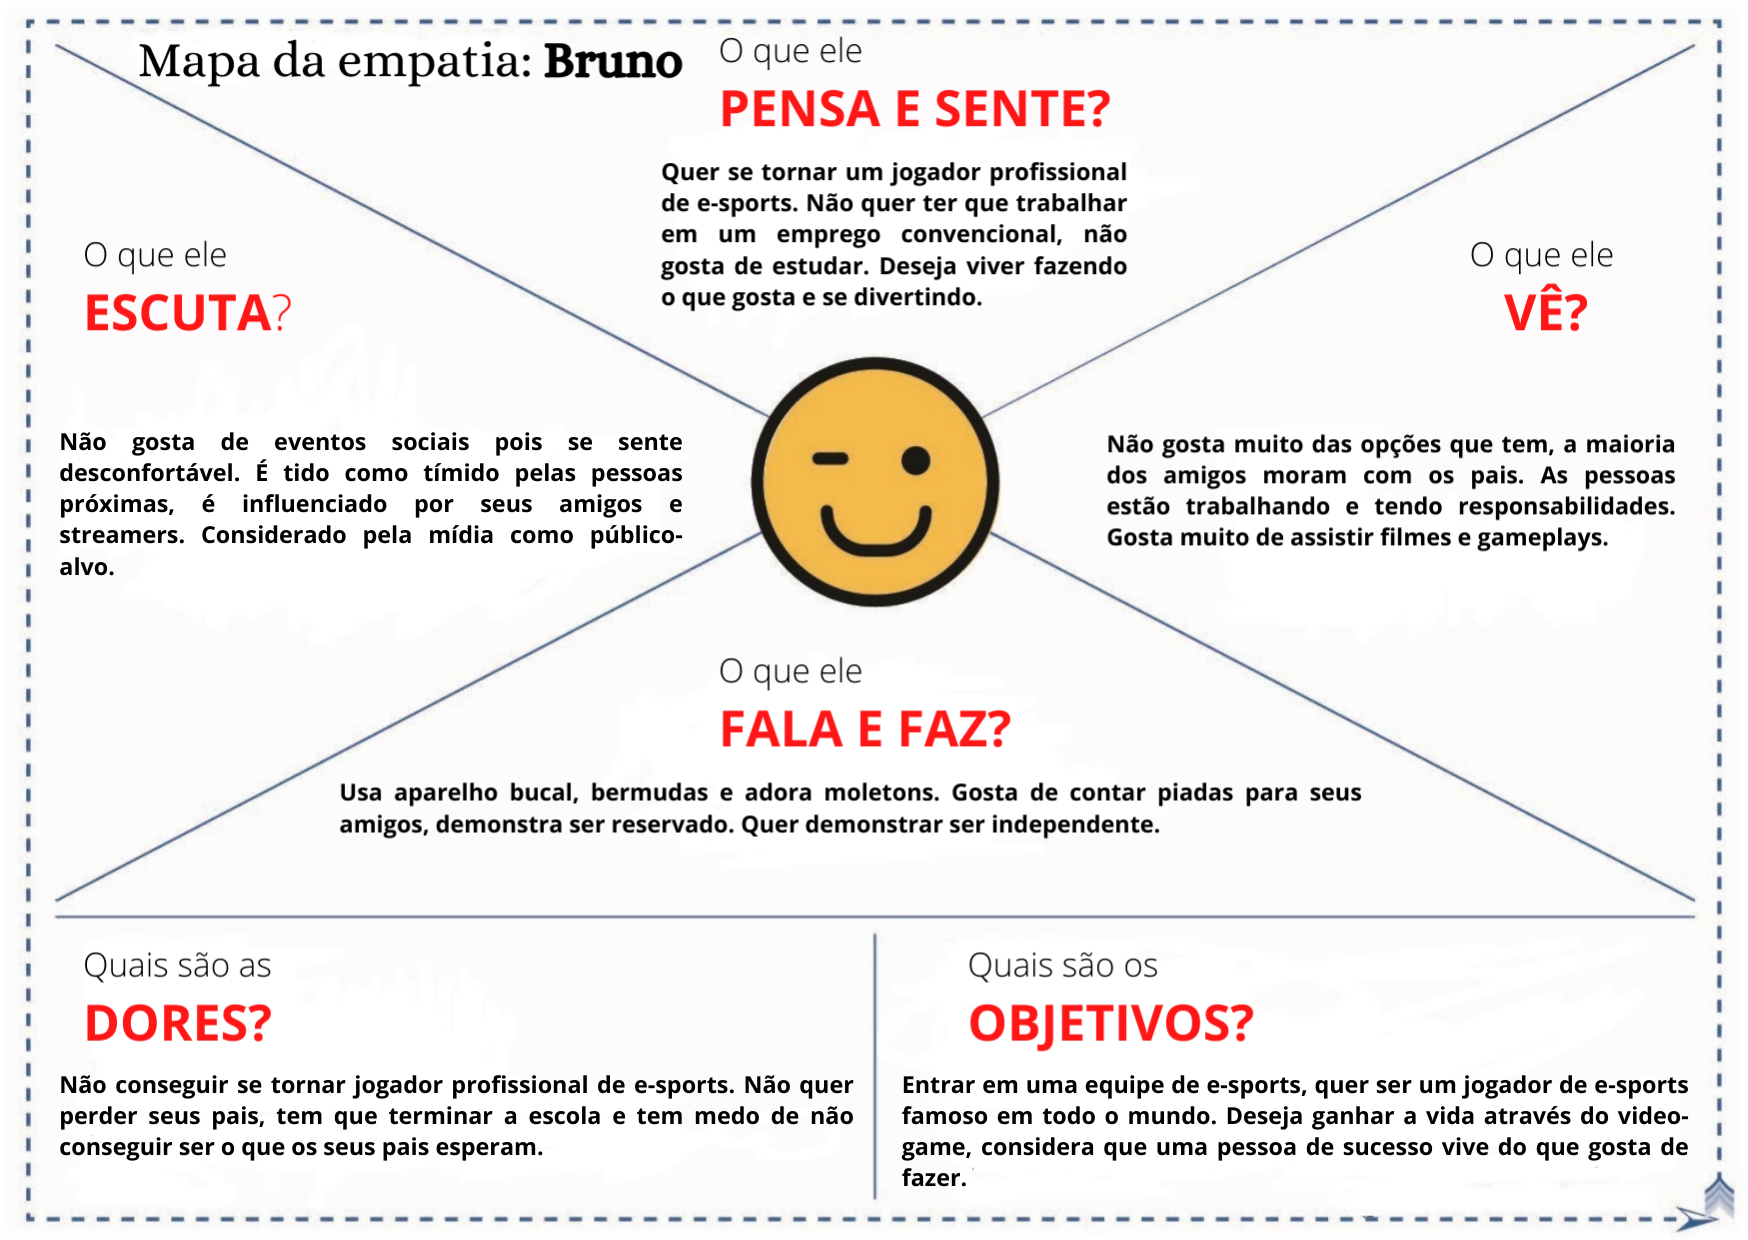 Mapa da empatia: Bruno
O que ele
PENSA E SENTE?
Quer se tornar um jogador profissional
de e-sports. Não quer ter que trabalhar
em um emprego convencional, não
gosta de estudar. Deseja viver fazendo
o que gosta e se divertindo.
O que ele
ESCUTA?
Não gosta de eventos sociais pois se sente
desconfortável. É tido como tímido pelas pessoas
próximas, é influenciado por seus amigos e
streamers. Considerado pela mídia como público-
alvo.
O que ele
VÊ?
Não gosta muito das opções que tem, a maioria
dos amigos moram com os pais. As pessoas
estão trabalhando e tendo responsabilidades.
Gosta muito de assistir filmes e gameplays.
O que ele
FALA E FAZ?
Usa aparelho bucal, bermudas e adora moletons. Gosta de contar piadas para seus
amigos, demonstra ser reservado. Quer demonstrar ser independente.
Quais são as
DORES?
Não conseguir se tornar jogador profissional de e-sports. Não quer
perder seus pais, tem que terminar a escola e tem medo de não
conseguir ser o que os seus pais esperam.
Quais são os
OBJETIVOS?
Entrar em uma equipe de e-sports, quer ser um jogador de e-sports
famoso em todo o mundo. Deseja ganhar a vida através do video-
game, considera que uma pessoa de sucesso vive do que gosta de
fazer.